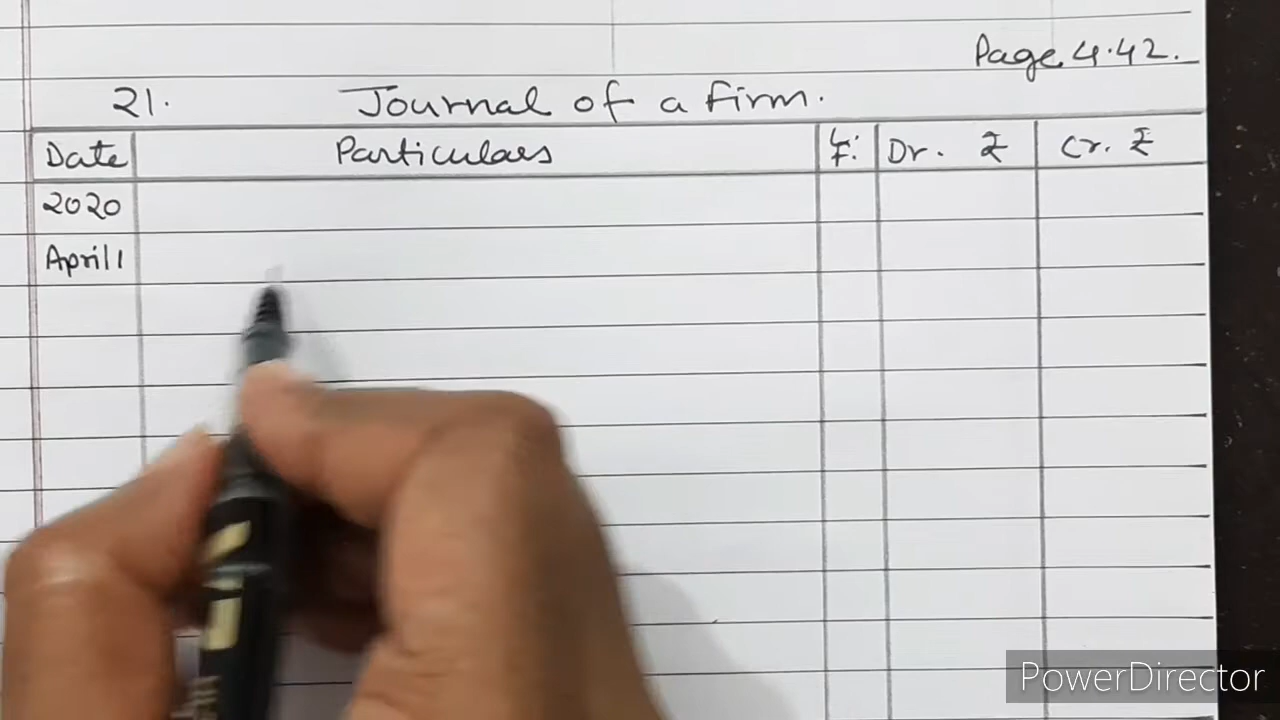 Page 4.42.
21. Journal of a firm.
Date Particulars L.F. Dr. ₹ Cr. ₹
2020
April 1
PowerDirector